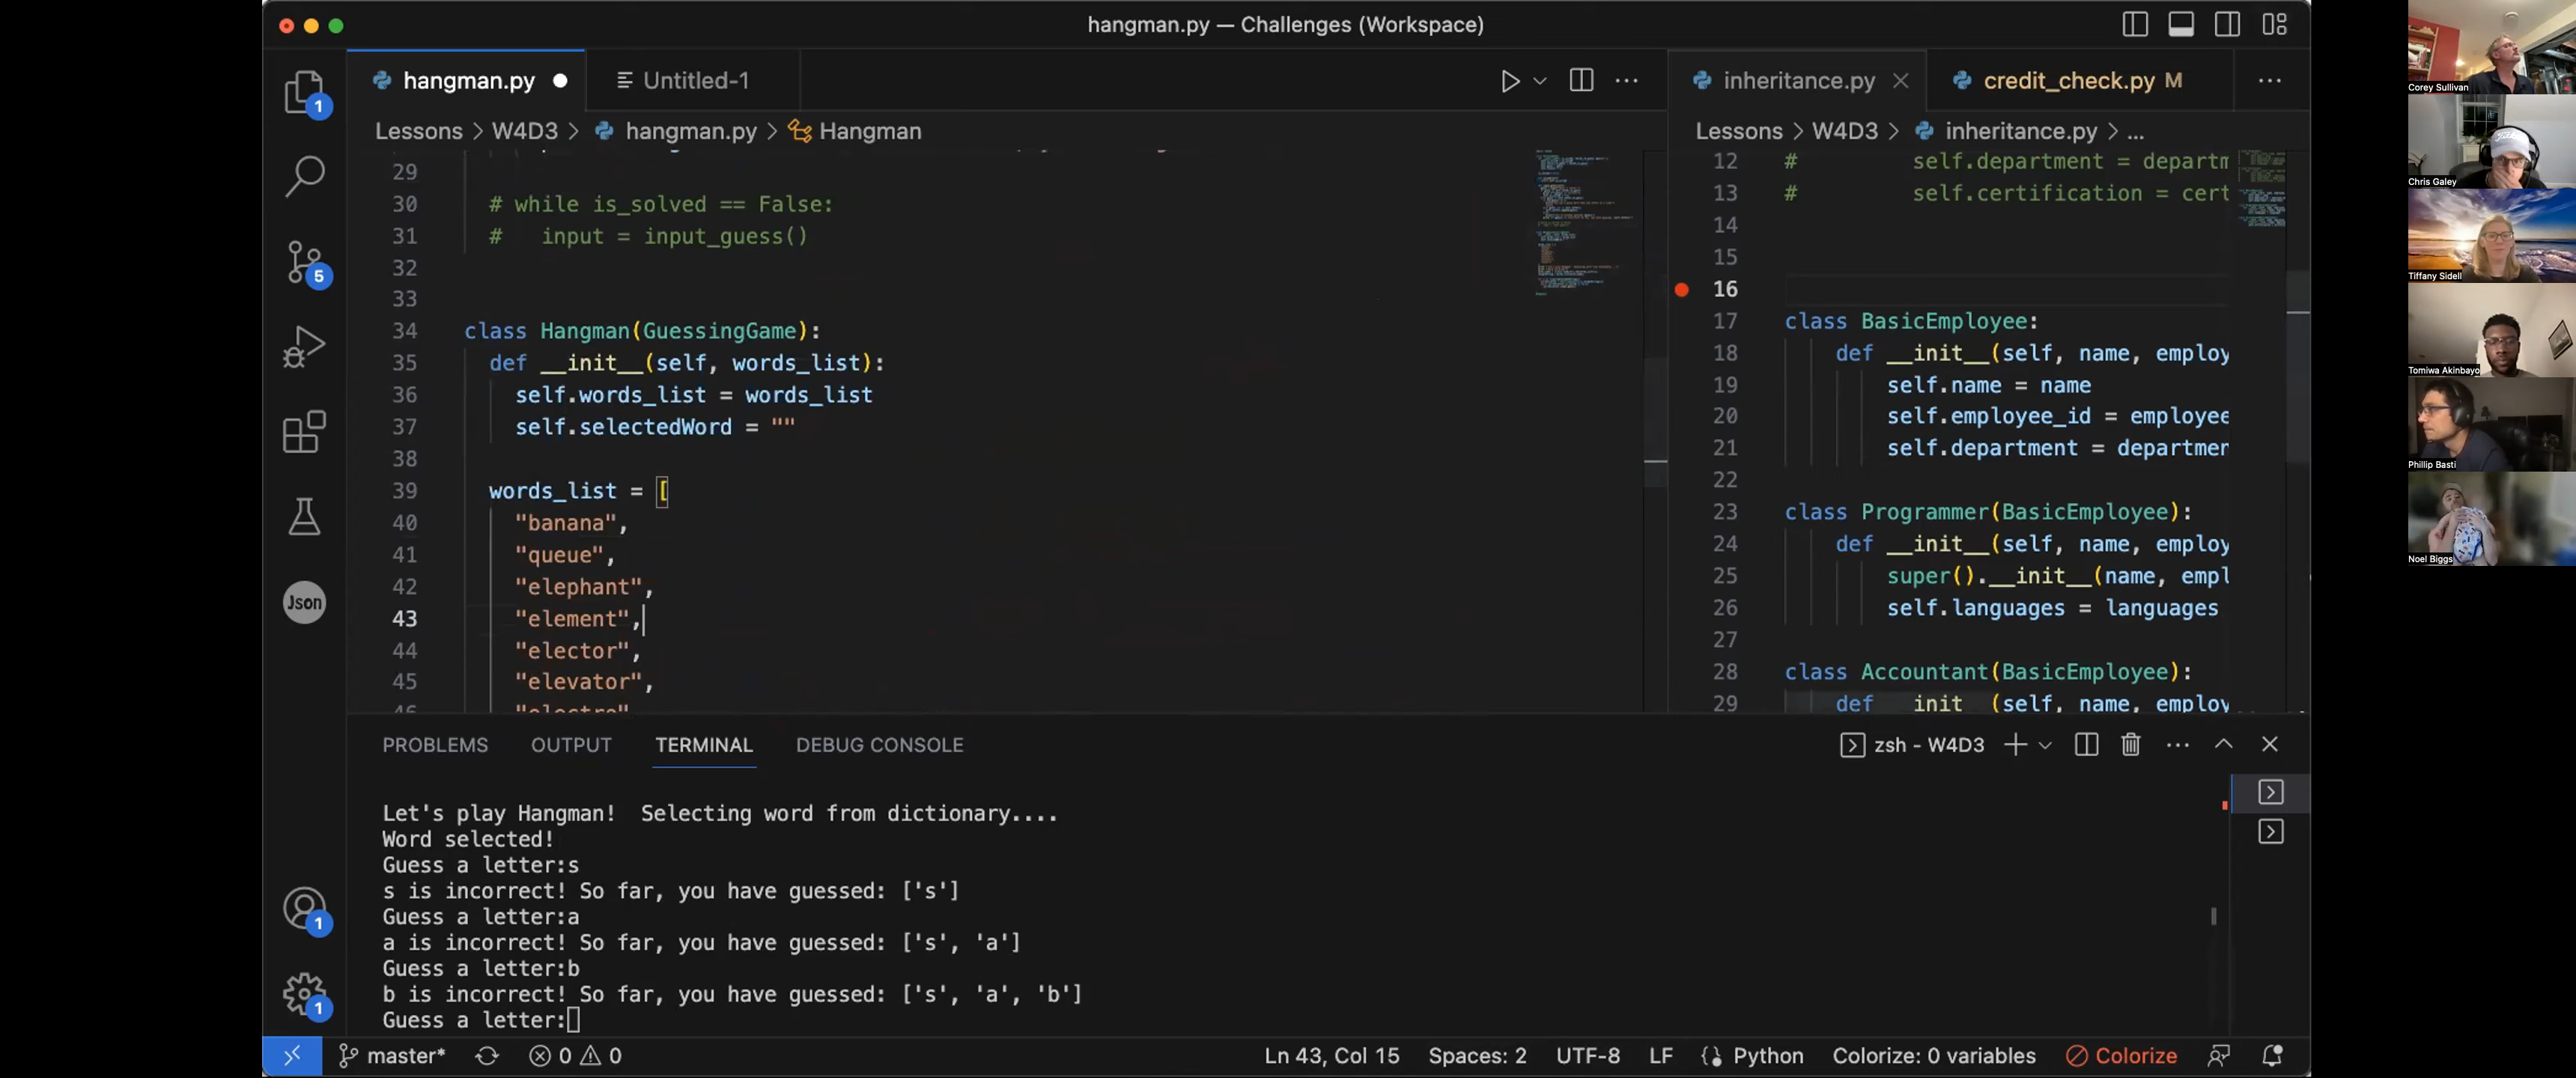 hangman.py — Challenges (Workspace)
hangman.py
Untitled-1
inheritance.py
credit_check.py M
Lessons > W4D3 > hangman.py > Hangman
29
30 # while is_solved == False:
31 #   input = input_guess()
32
33
34 class Hangman(GuessingGame):
35   def __init__(self, words_list):
36     self.words_list = words_list
37     self.selectedWord = ""
38
39   words_list = [
40     "banana",
41     "queue",
42     "elephant",
43     "element",
44     "elector",
45     "elevator",
Lessons > W4D3 > inheritance.py > ...
12 #         self.department = departm
13 #         self.certification = cert
14
15
16
17 class BasicEmployee:
18     def __init__(self, name, employ
19         self.name = name
20         self.employee_id = employee
21         self.department = departmen
22
23 class Programmer(BasicEmployee):
24     def __init__(self, name, employ
25         super().__init__(name, empl
26         self.languages = languages
27
28 class Accountant(BasicEmployee):
29     def __init__(self, name, employ
1
5
Json
1
1
PROBLEMS OUTPUT TERMINAL DEBUG CONSOLE
zsh - W4D3
Let's play Hangman!  Selecting word from dictionary....
Word selected!
Guess a letter:s
s is incorrect! So far, you have guessed: ['s']
Guess a letter:a
a is incorrect! So far, you have guessed: ['s', 'a']
Guess a letter:b
b is incorrect! So far, you have guessed: ['s', 'a', 'b']
Guess a letter:
master* 0 0
Ln 43, Col 15 Spaces: 2 UTF-8 LF Python Colorize: 0 variables Colorize
Corey Sullivan
Chris Galey
Tiffany Sidell
Tomiwa Akinbayo
Phillip Basti
Noel Biggs